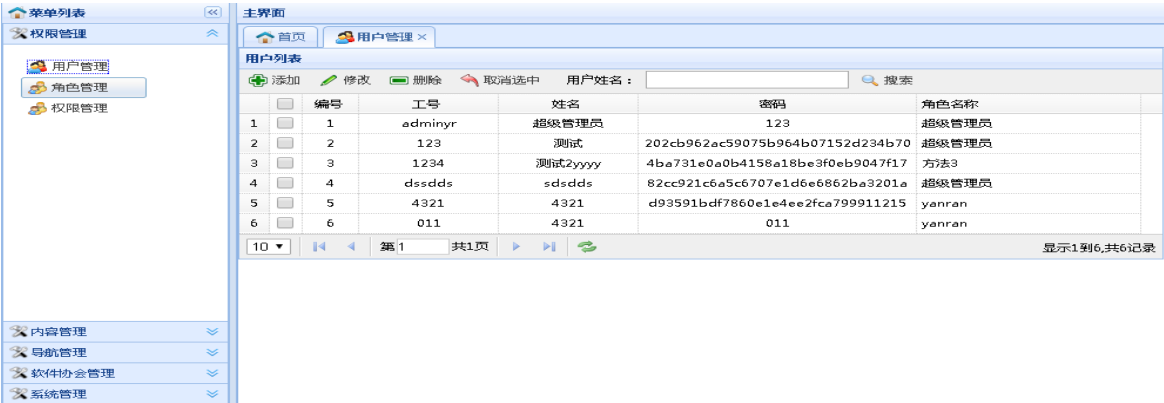 菜单列表
权限管理
用户管理
角色管理
权限管理
内容管理
导航管理
软件协会管理
系统管理
主界面
首页 用户管理
用户列表
添加 修改 删除 取消选中 用户姓名: 搜索
编号 工号 姓名 密码 角色名称
1 1 adminyr 超级管理员 123 超级管理员
2 2 123 测试 202cb962ac59075b964b07152d234b70 超级管理员
3 3 1234 测试2yyyy 4ba731e0a0b4158a18be3f0eb9047f17 方法3
4 4 dssdds sdsdds 82cc921c6a5c6707e1d6e6862ba3201a 超级管理员
5 5 4321 4321 d93591bdf7860e1e4ee2fca799911215 yanran
6 6 011 4321 011 yanran
10 第1 共1页 显示1到6,共6记录